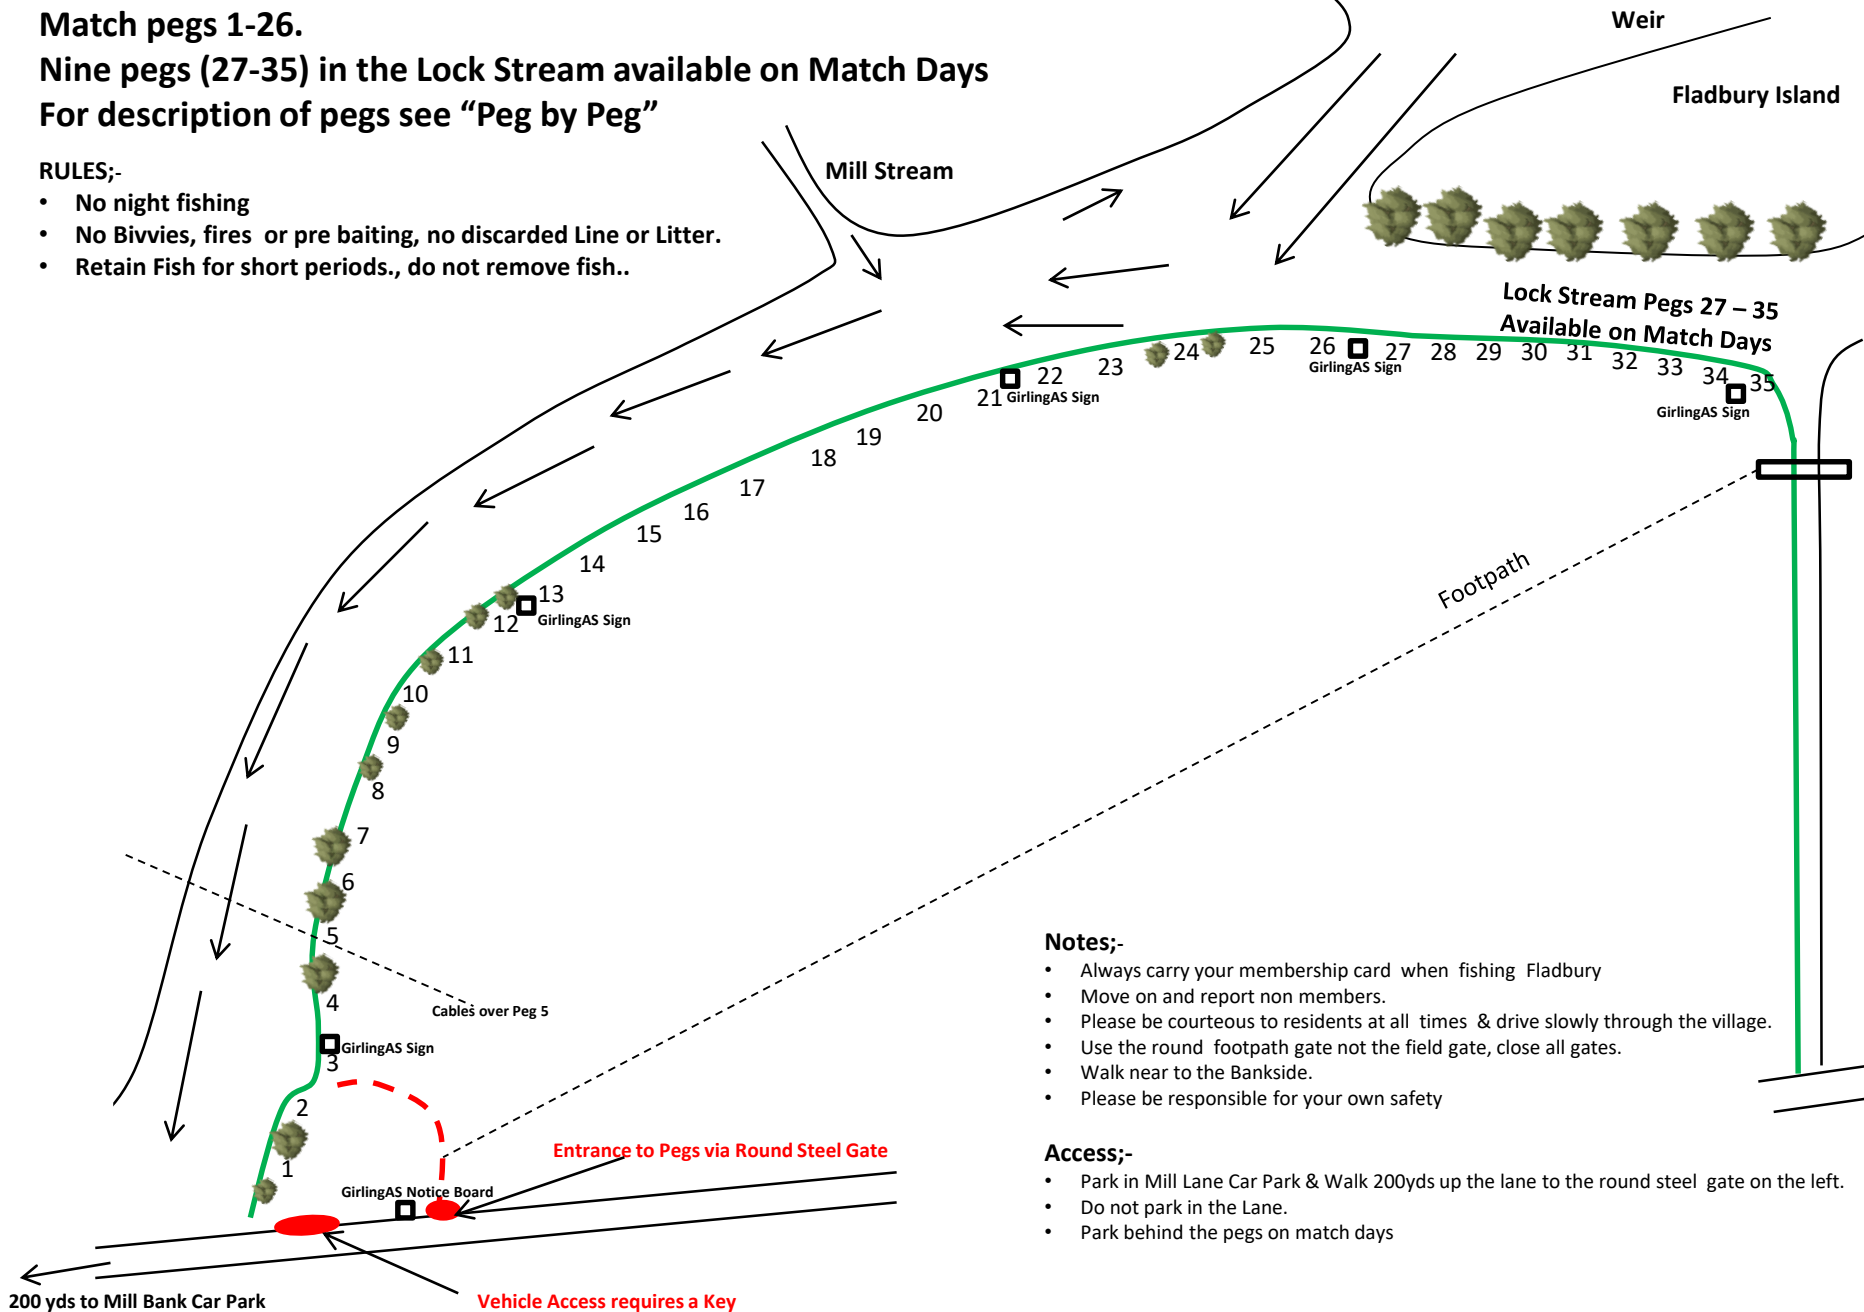 Match pegs 1-26.
Nine pegs (27-35) in the Lock Stream available on Match Days
For description of pegs see “Peg by Peg”
RULES;-
• No night fishing
• No Bivvies, fires or pre baiting, no discarded Line or Litter.
• Retain Fish for short periods., do not remove fish..
Weir
Fladbury Island
Mill Stream
Lock Stream Pegs 27 – 35
Available on Match Days
35
34
33
32
31
30
29
28
27
26
25
24
23
22
21
20
19
18
17
16
15
14
13
12
11
10
9
8
7
6
5
4
3
2
1
GirlingAS Sign
GirlingAS Sign
GirlingAS Sign
GirlingAS Sign
GirlingAS Sign
Footpath
Cables over Peg 5
Entrance to Pegs via Round Steel Gate
GirlingAS Notice Board
200 yds to Mill Bank Car Park
Vehicle Access requires a Key
Notes;-
• Always carry your membership card when fishing Fladbury
• Move on and report non members.
• Please be courteous to residents at all times & drive slowly through the village.
• Use the round footpath gate not the field gate, close all gates.
• Walk near to the Bankside.
• Please be responsible for your own safety
Access;-
• Park in Mill Lane Car Park & Walk 200yds up the lane to the round steel gate on the left.
• Do not park in the Lane.
• Park behind the pegs on match days